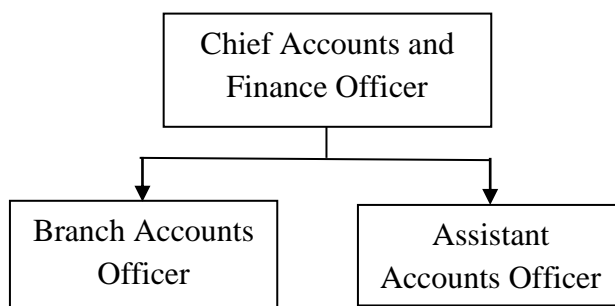 Chief Accounts and
Finance Officer
Branch Accounts
Officer
Assistant
Accounts Officer